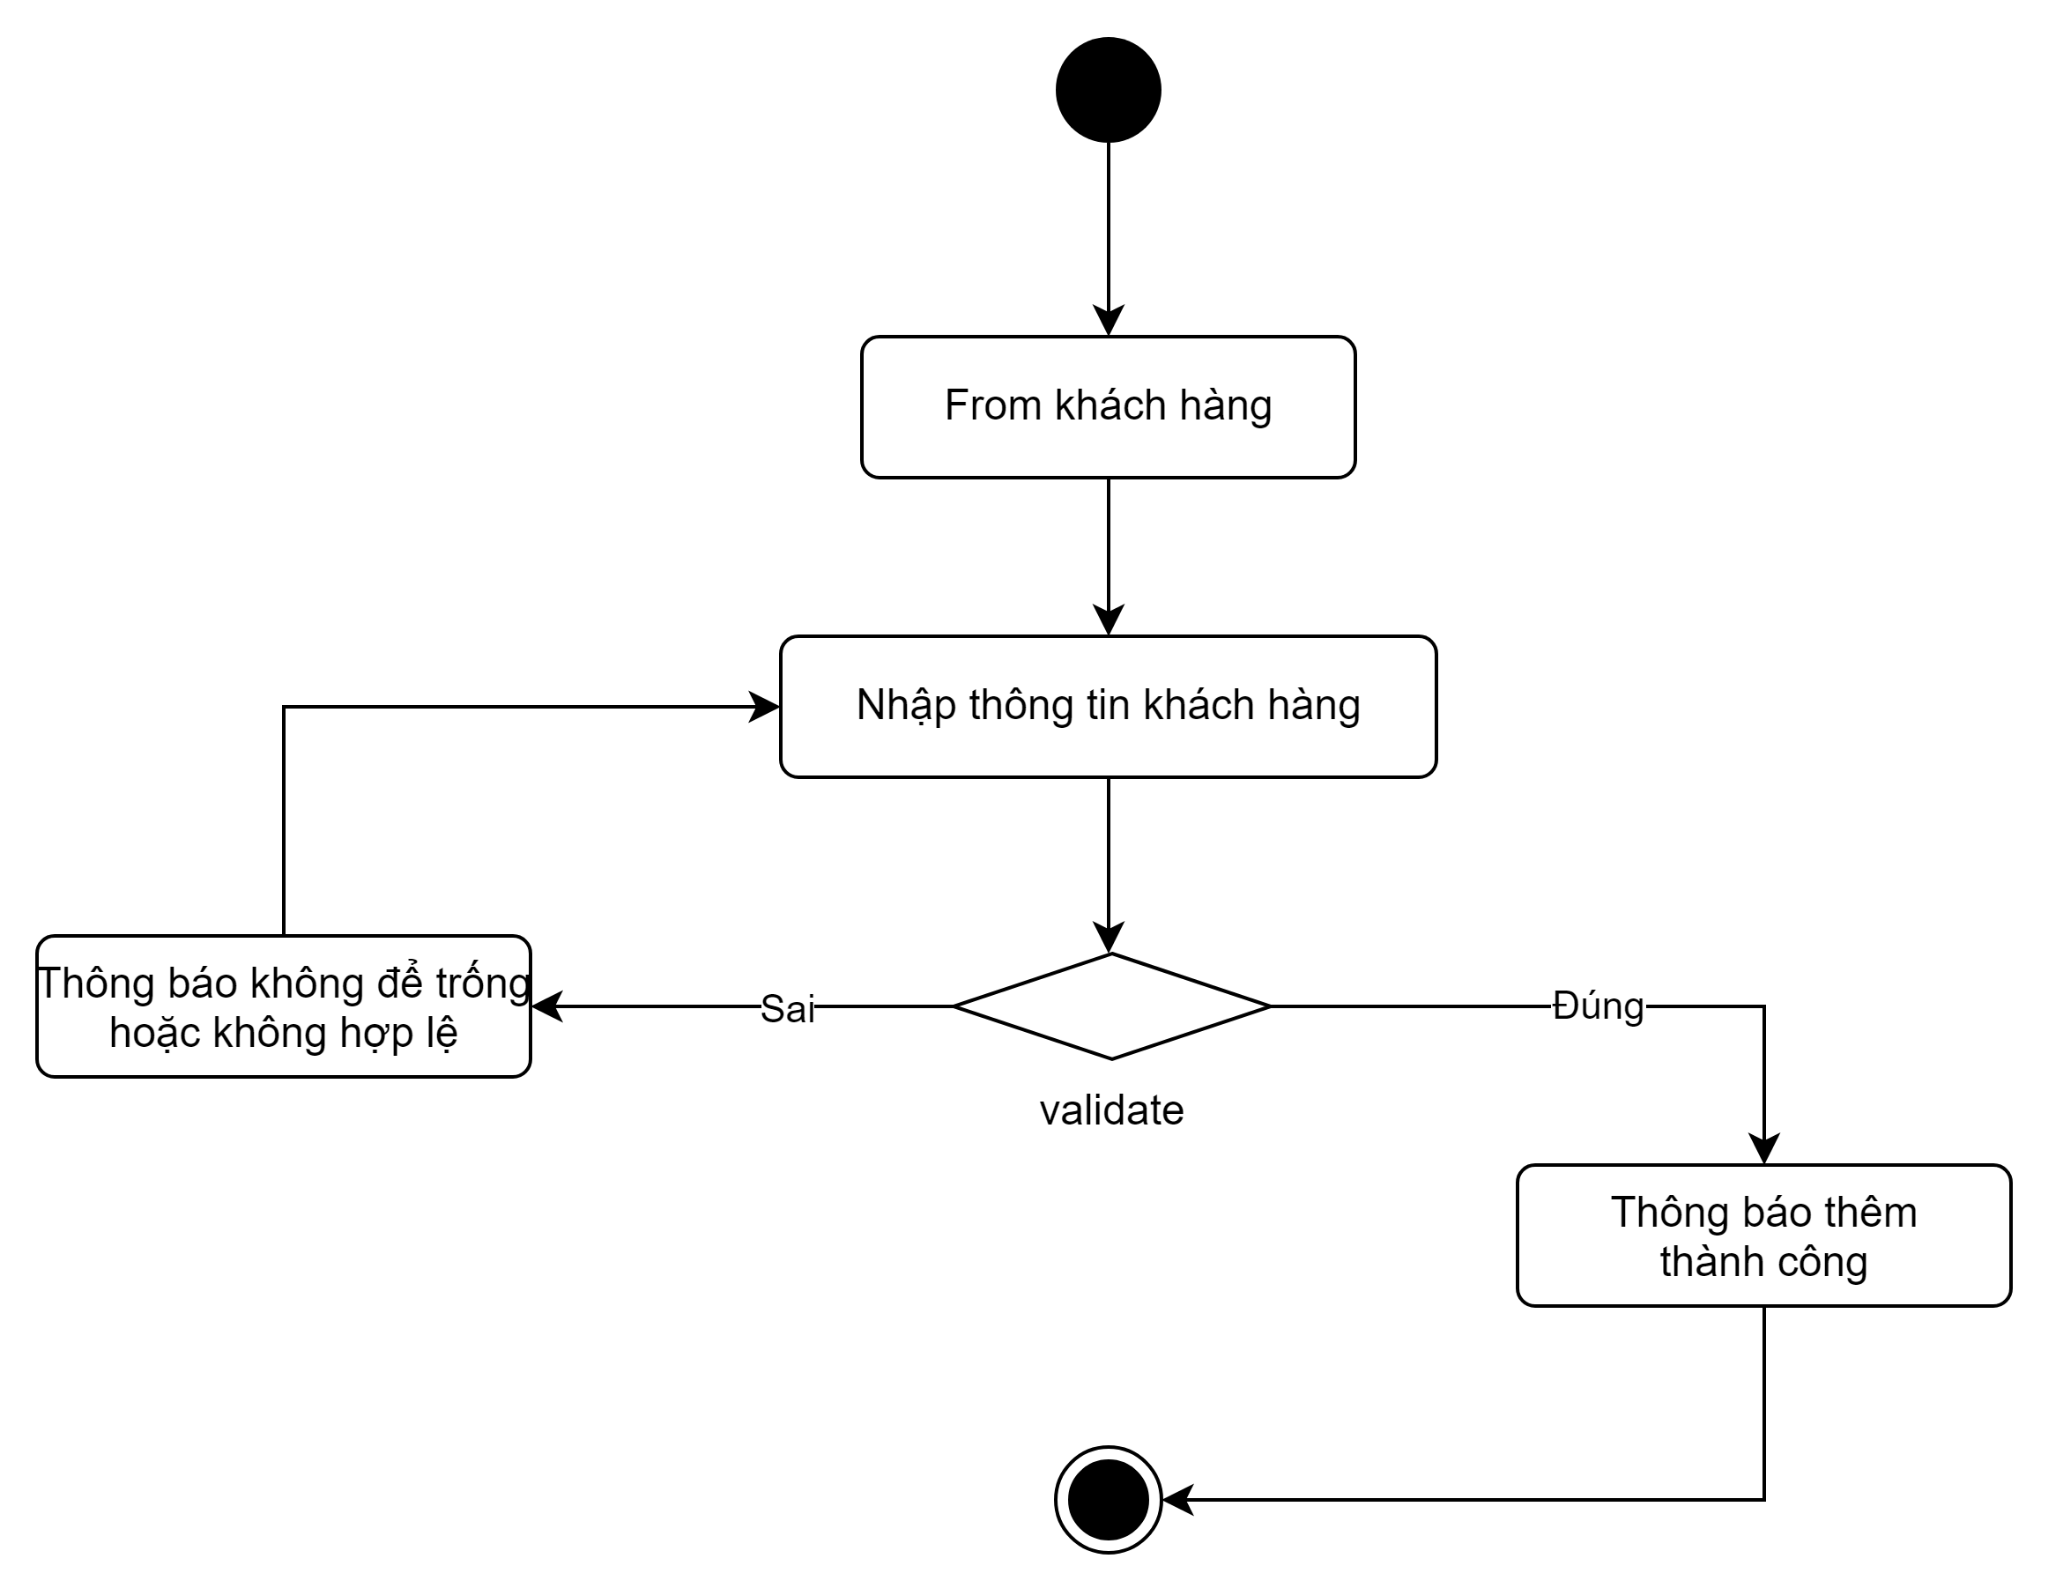 From khách hàng
Nhập thông tin khách hàng
Thông báo không để trống
hoặc không hợp lệ
Sai
Đúng
validate
Thông báo thêm
thành công